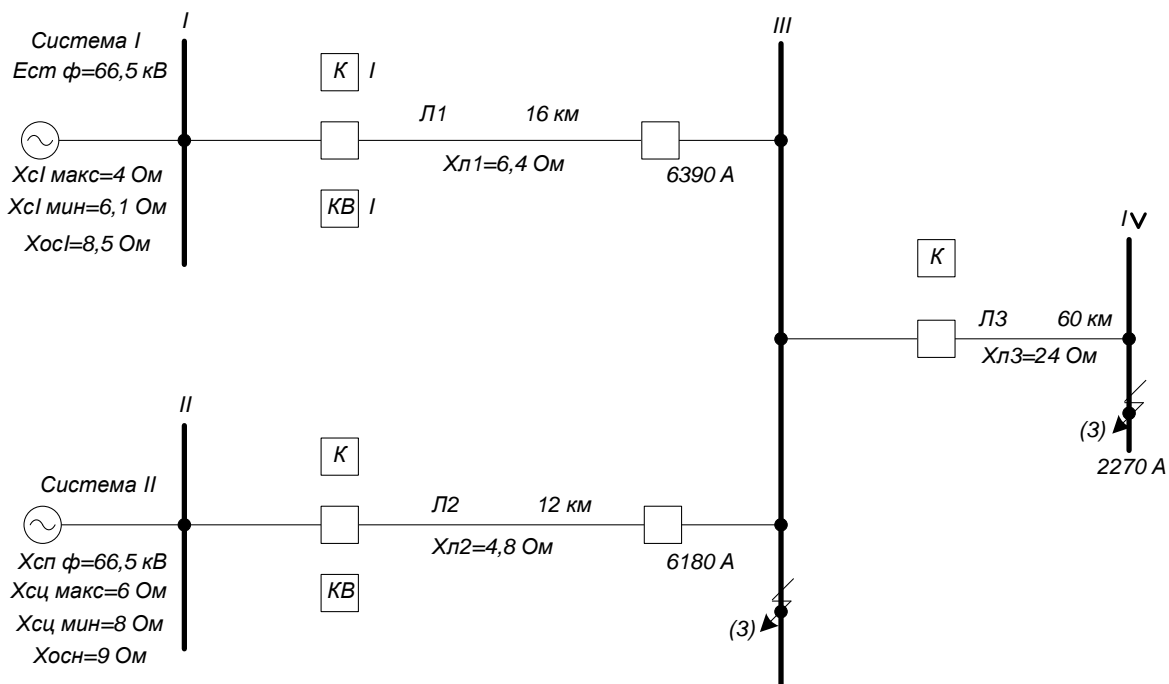 I
Система I
Ест ф=66,5 кВ
К I
Л1 16 км
Хл1=6,4 Ом
6390 А
ХсI макс=4 Ом
ХсI мин=6,1 Ом
ХосI=8,5 Ом
КВ I
III
IV
К
Л3 60 км
Хл3=24 Ом
(3)
2270 А
II
Система II
К
Л2 12 км
Хл2=4,8 Ом
6180 А
Хсп ф=66,5 кВ
Хсц макс=6 Ом
Хсц мин=8 Ом
Хосн=9 Ом
КВ
(3)